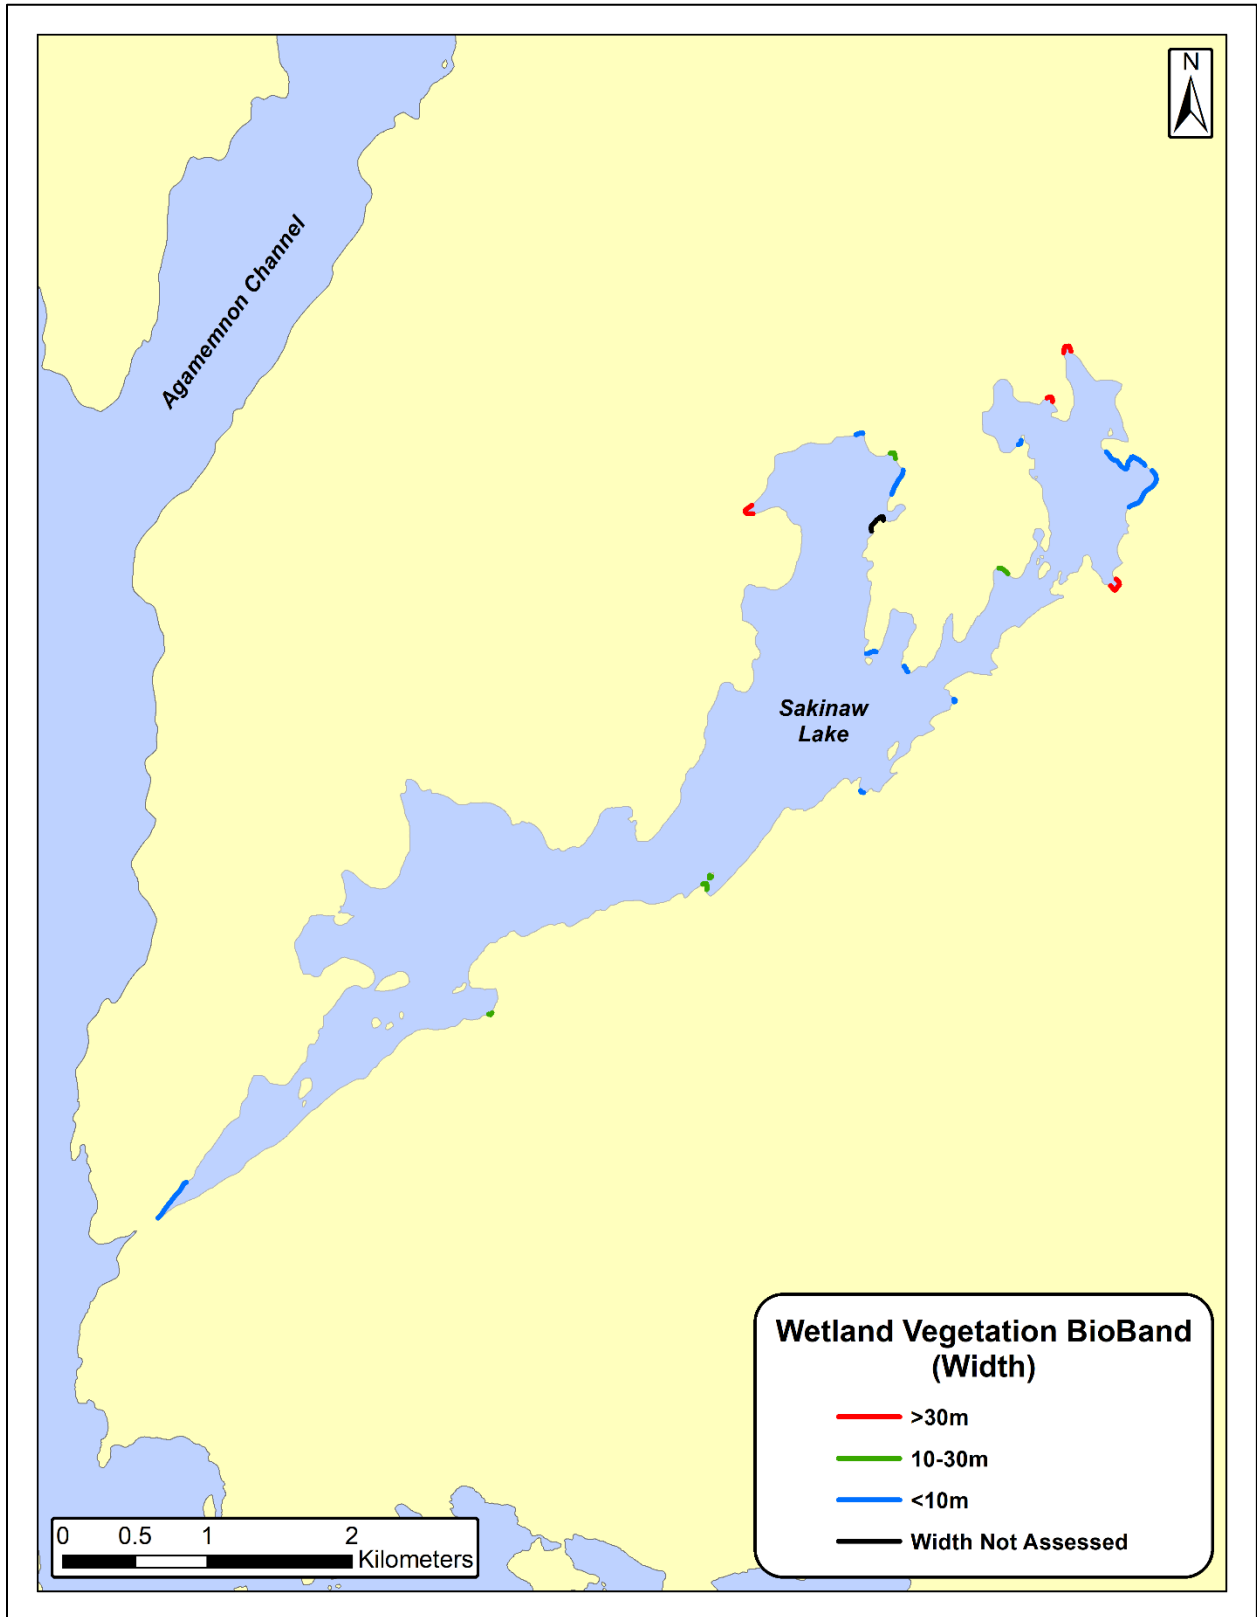 N
Agamemnon Channel
Sakinaw
Lake
Wetland Vegetation BioBand
(Width)
>30m
10-30m
<10m
Width Not Assessed
0 0.5 1 2
Kilometers